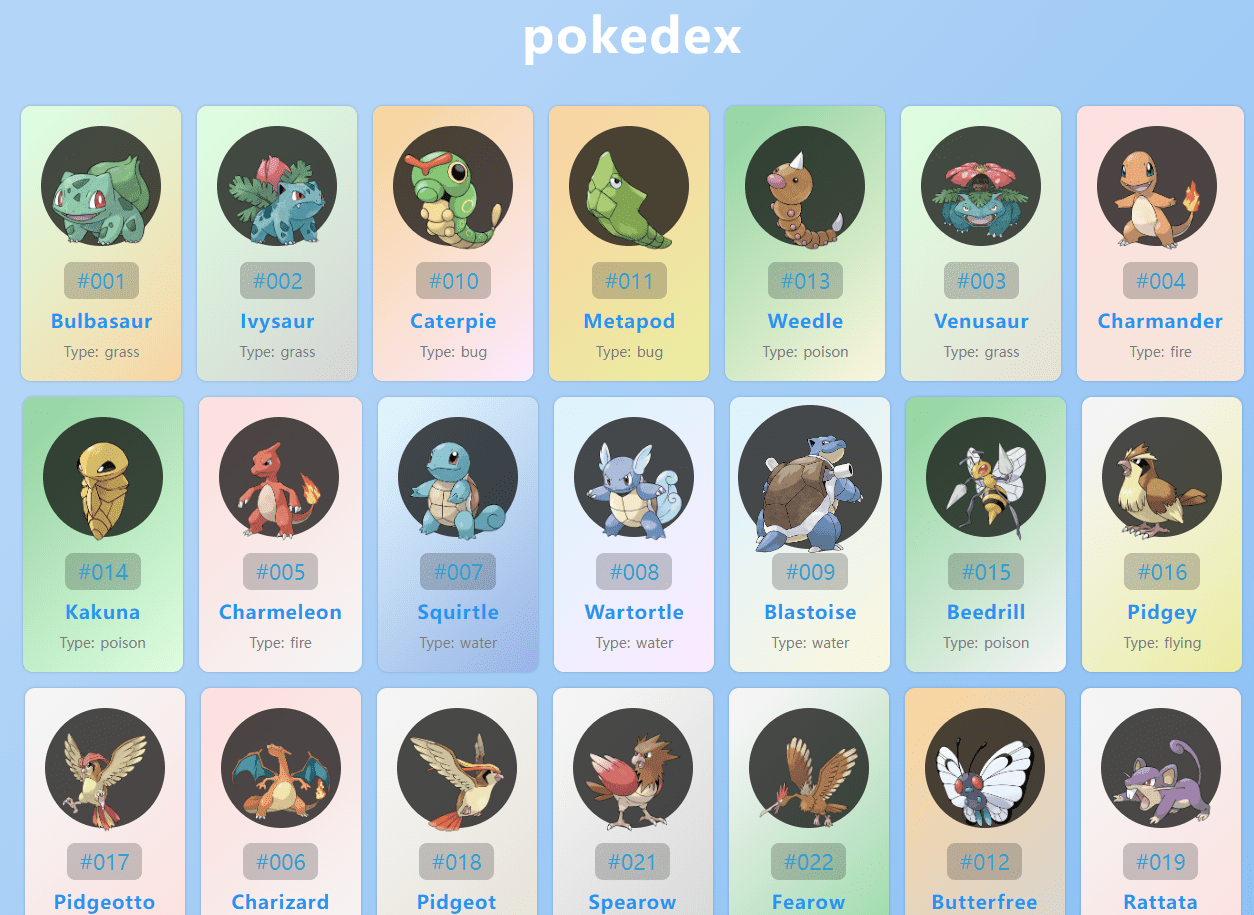 pokedex
#001
Bulbasaur
Type: grass
#002
Ivysaur
Type: grass
#010
Caterpie
Type: bug
#011
Metapod
Type: bug
#013
Weedle
Type: poison
#003
Venusaur
Type: grass
#004
Charmander
Type: fire
#014
Kakuna
Type: poison
#005
Charmeleon
Type: fire
#007
Squirtle
Type: water
#008
Wartortle
Type: water
#009
Blastoise
Type: water
#015
Beedrill
Type: poison
#016
Pidgey
Type: flying
#017
Pidgeotto
#006
Charizard
#018
Pidgeot
#021
Spearow
#022
Fearow
#012
Butterfree
#019
Rattata